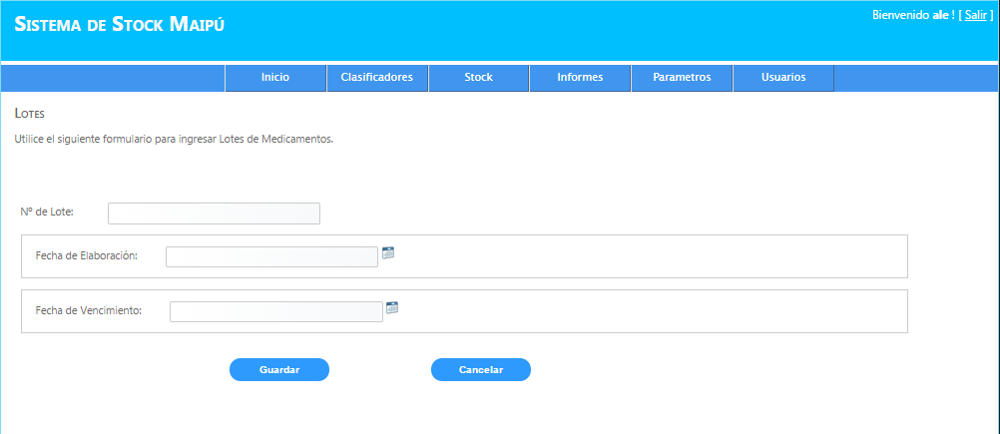 Sistema de Stock Maipú
Bienvenido ale ! [ Salir ]
Inicio Clasificadores Stock Informes Parametros Usuarios
Lotes
Utilice el siguiente formulario para ingresar Lotes de Medicamentos.
Nº de Lote:
Fecha de Elaboración:
Fecha de Vencimiento:
Guardar Cancelar